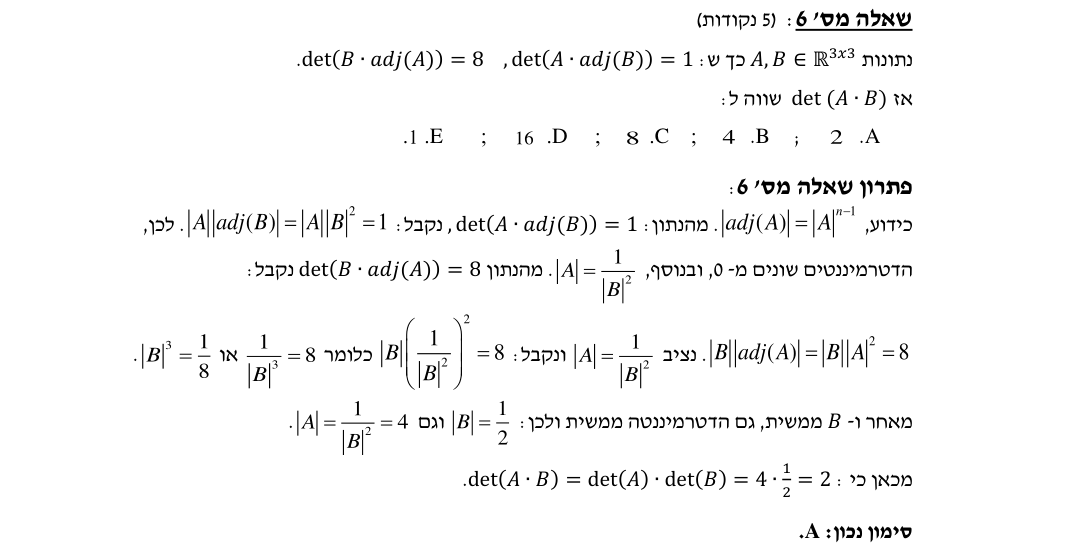 שאלה מס' 6: (5 נקודות)
נתונות A, B ∈ ℝ^{3x3} כך ש: det(A · adj(B)) = 1, det(B · adj(A)) = 8.
אז det (A · B) שווה ל:
A. 2 ; B. 4 ; C. 8 ; D. 16 ; E. 1.
פתרון שאלה מס' 6:
כידוע, |adj(A)| = |A|^{n−1}. מהנתון: det(A · adj(B)) = 1, נקבל: |A||adj(B)| = |A||B|^2 = 1. לכן,
הדטרמיננטים שונים מ- 0, ובנוסף, |A| = 1/|B|^2. מהנתון det(B · adj(A)) = 8 נקבל:
|B||adj(A)| = |B||A|^2 = 8. נציב |A| = 1/|B|^2 ונקבל: |B|(1/|B|^2)^2 = 8 כלומר 1/|B|^3 = 8 או |B|^3 = 1/8.
מאחר ו- B ממשית, גם הדטרמיננטה ממשית ולכן: |B| = 1/2 וגם |A| = 1/|B|^2 = 4.
מכאן כי: det(A · B) = det(A) · det(B) = 4 · 1/2 = 2.
סימון נכון: A.